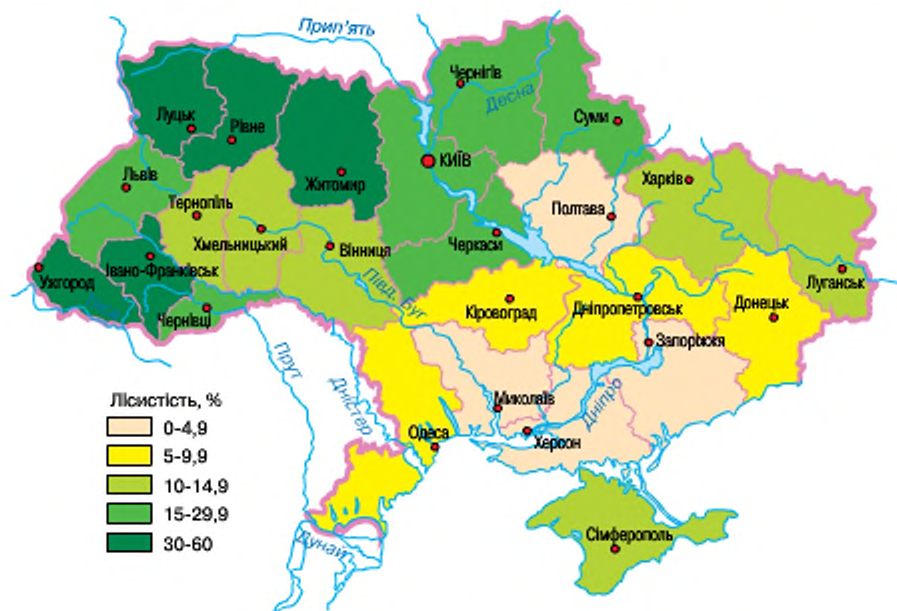 Прип'ять
Чернігів
Десна
Луцьк
Рівне
Суми
КИЇВ
Житомир
Львів
Харків
Тернопіль
Полтава
Хмельницький
Вінниця
Черкаси
Івано-Франківськ
Ужгород
Луганськ
Півд. Буг
Кіровоград
Дніпропетровськ
Донецьк
Чернівці
Запоріжжя
Прут
Дністер
Миколаїв
Дніпро
Одеса
Херсон
Лісистість, %
0-4,9
5-9,9
10-14,9
15-29,9
30-60
Дунай
Сімферополь